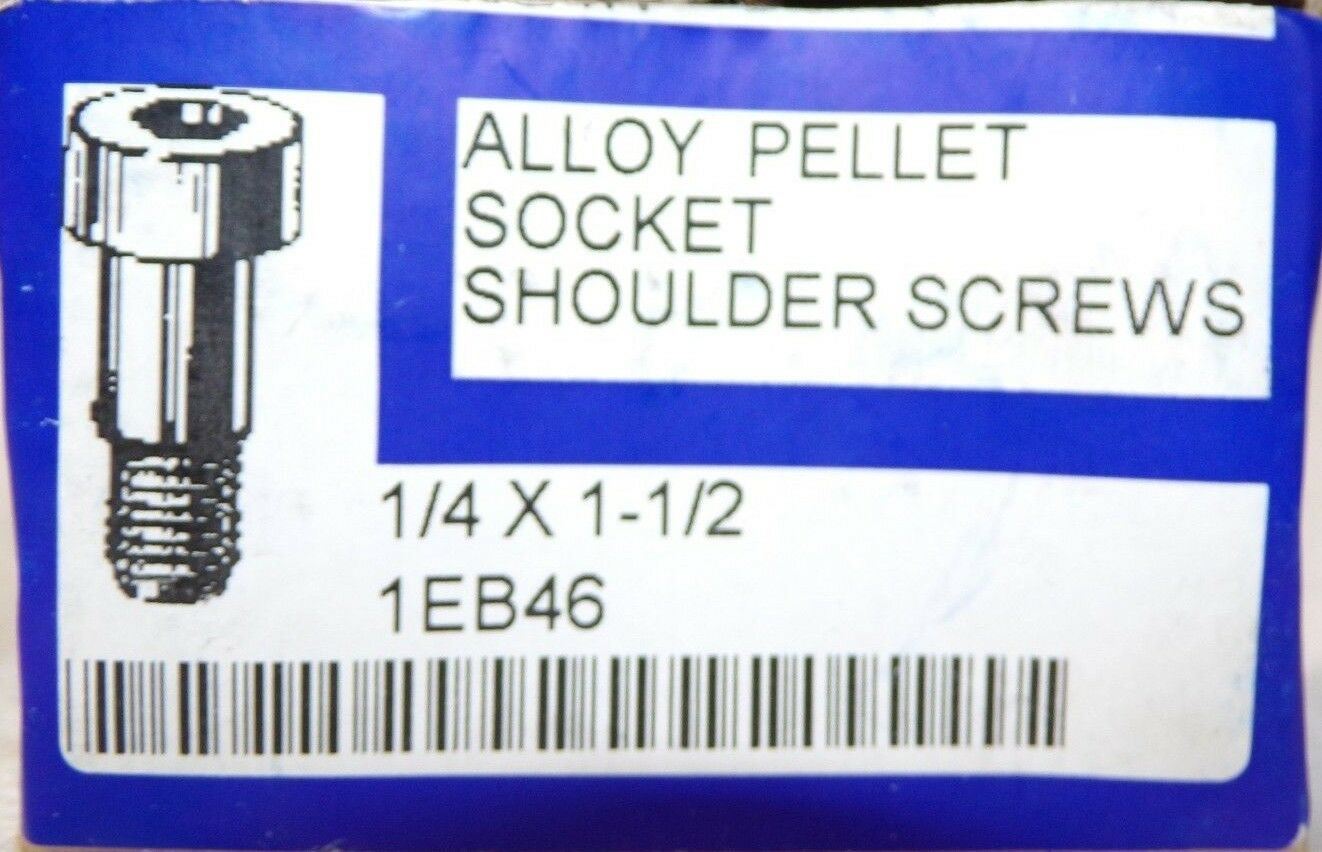 ALLOY PELLET
SOCKET
SHOULDER SCREWS
1/4 X 1-1/2
1EB46